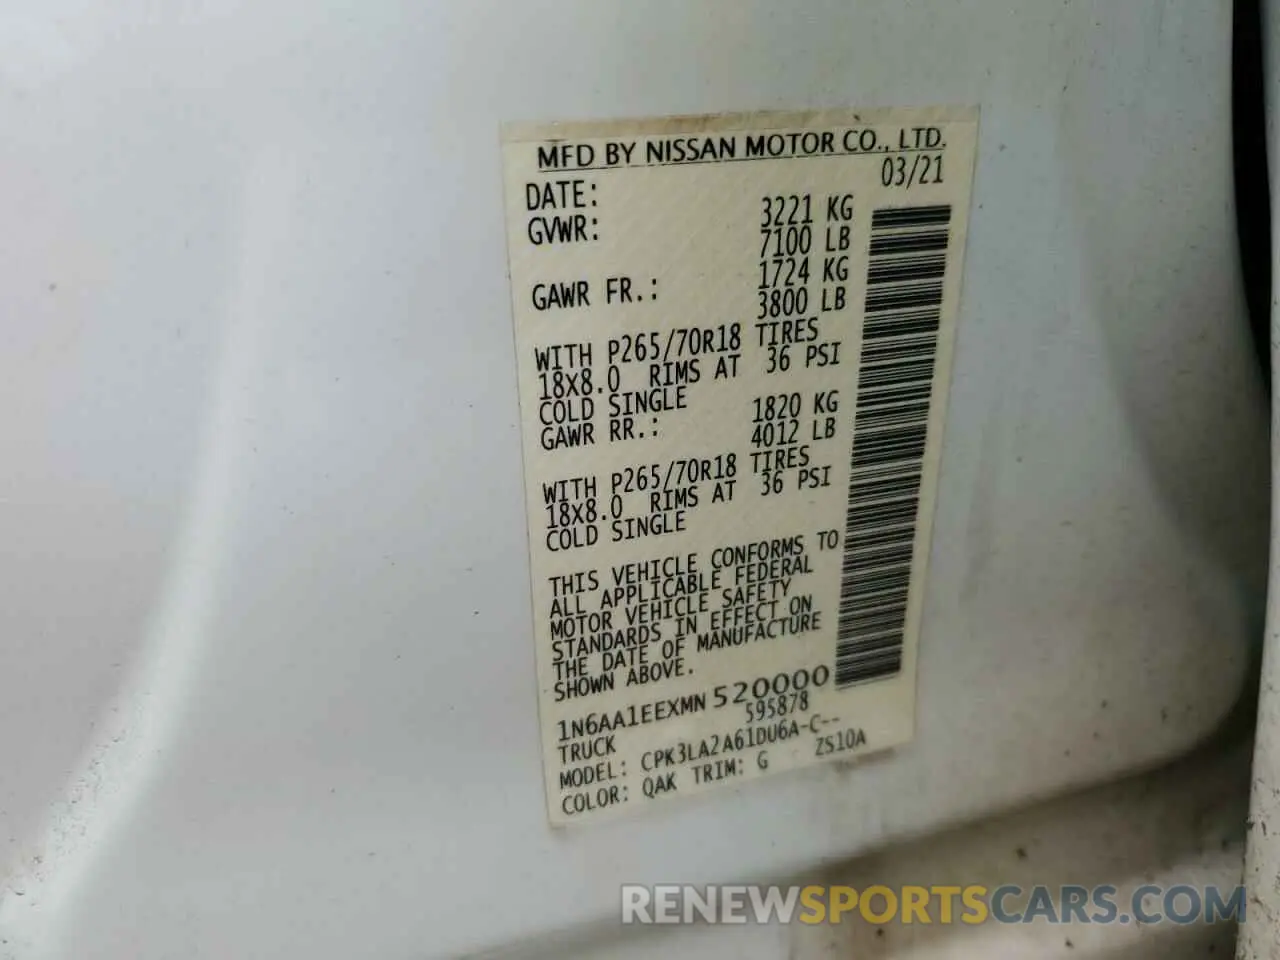 MFD BY NISSAN MOTOR CO., LTD.
DATE: 03/21
GVWR: 3221 KG
7100 LB
GAWR FR.: 1724 KG
3800 LB
WITH P265/70R18 TIRES
18X8.0 RIMS AT 36 PSI
COLD SINGLE
GAWR RR.: 1820 KG
4012 LB
WITH P265/70R18 TIRES
18X8.0 RIMS AT 36 PSI
COLD SINGLE
THIS VEHICLE CONFORMS TO
ALL APPLICABLE FEDERAL
MOTOR VEHICLE SAFETY
STANDARDS IN EFFECT ON
THE DATE OF MANUFACTURE
SHOWN ABOVE.
1N6AA1EEXMN520000
TRUCK 595878
MODEL: CPK3LA2A61DU6A-C--
COLOR: QAK TRIM: G ZS10A
RENEWSPORTSCARS.COM